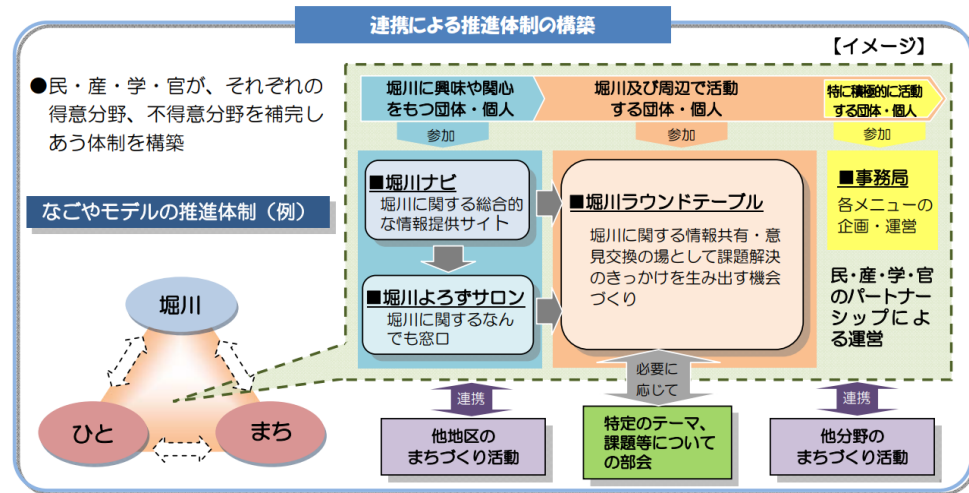 連携による推進体制の構築
【イメージ】
●民・産・学・官が、それぞれの
得意分野、不得意分野を補完し
あう体制を構築
なごやモデルの推進体制（例）
堀川
ひと
まち
堀川に興味や関心
をもつ団体・個人
堀川及び周辺で活動
する団体・個人
特に積極的に活動
する団体・個人
参加
参加
参加
■堀川ナビ
堀川に関する総合的
な情報提供サイト
■堀川よろずサロン
堀川に関するなん
でも窓口
■堀川ラウンドテーブル
堀川に関する情報共有・意
見交換の場として課題解決
のきっかけを生み出す機会
づくり
■事務局
各メニューの
企画・運営
民・産・学・官
のパートナー
シップによる
運営
連携
必要に
応じて
連携
他地区の
まちづくり活動
特定のテーマ、
課題等についての
部会
他分野の
まちづくり活動